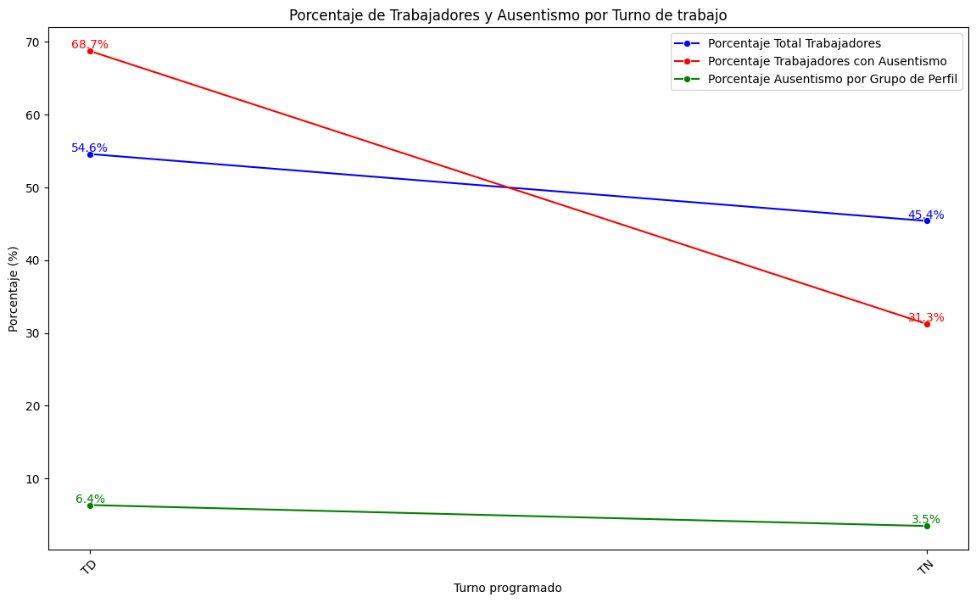 Porcentaje de Trabajadores y Ausentismo por Turno de trabajo
Porcentaje Total Trabajadores
Porcentaje Trabajadores con Ausentismo
Porcentaje Ausentismo por Grupo de Perfil
70
60
50
40
30
20
10
Porcentaje (%)
68.7%
54.6%
45.4%
31.3%
6.4%
3.5%
TD
TN
Turno programado